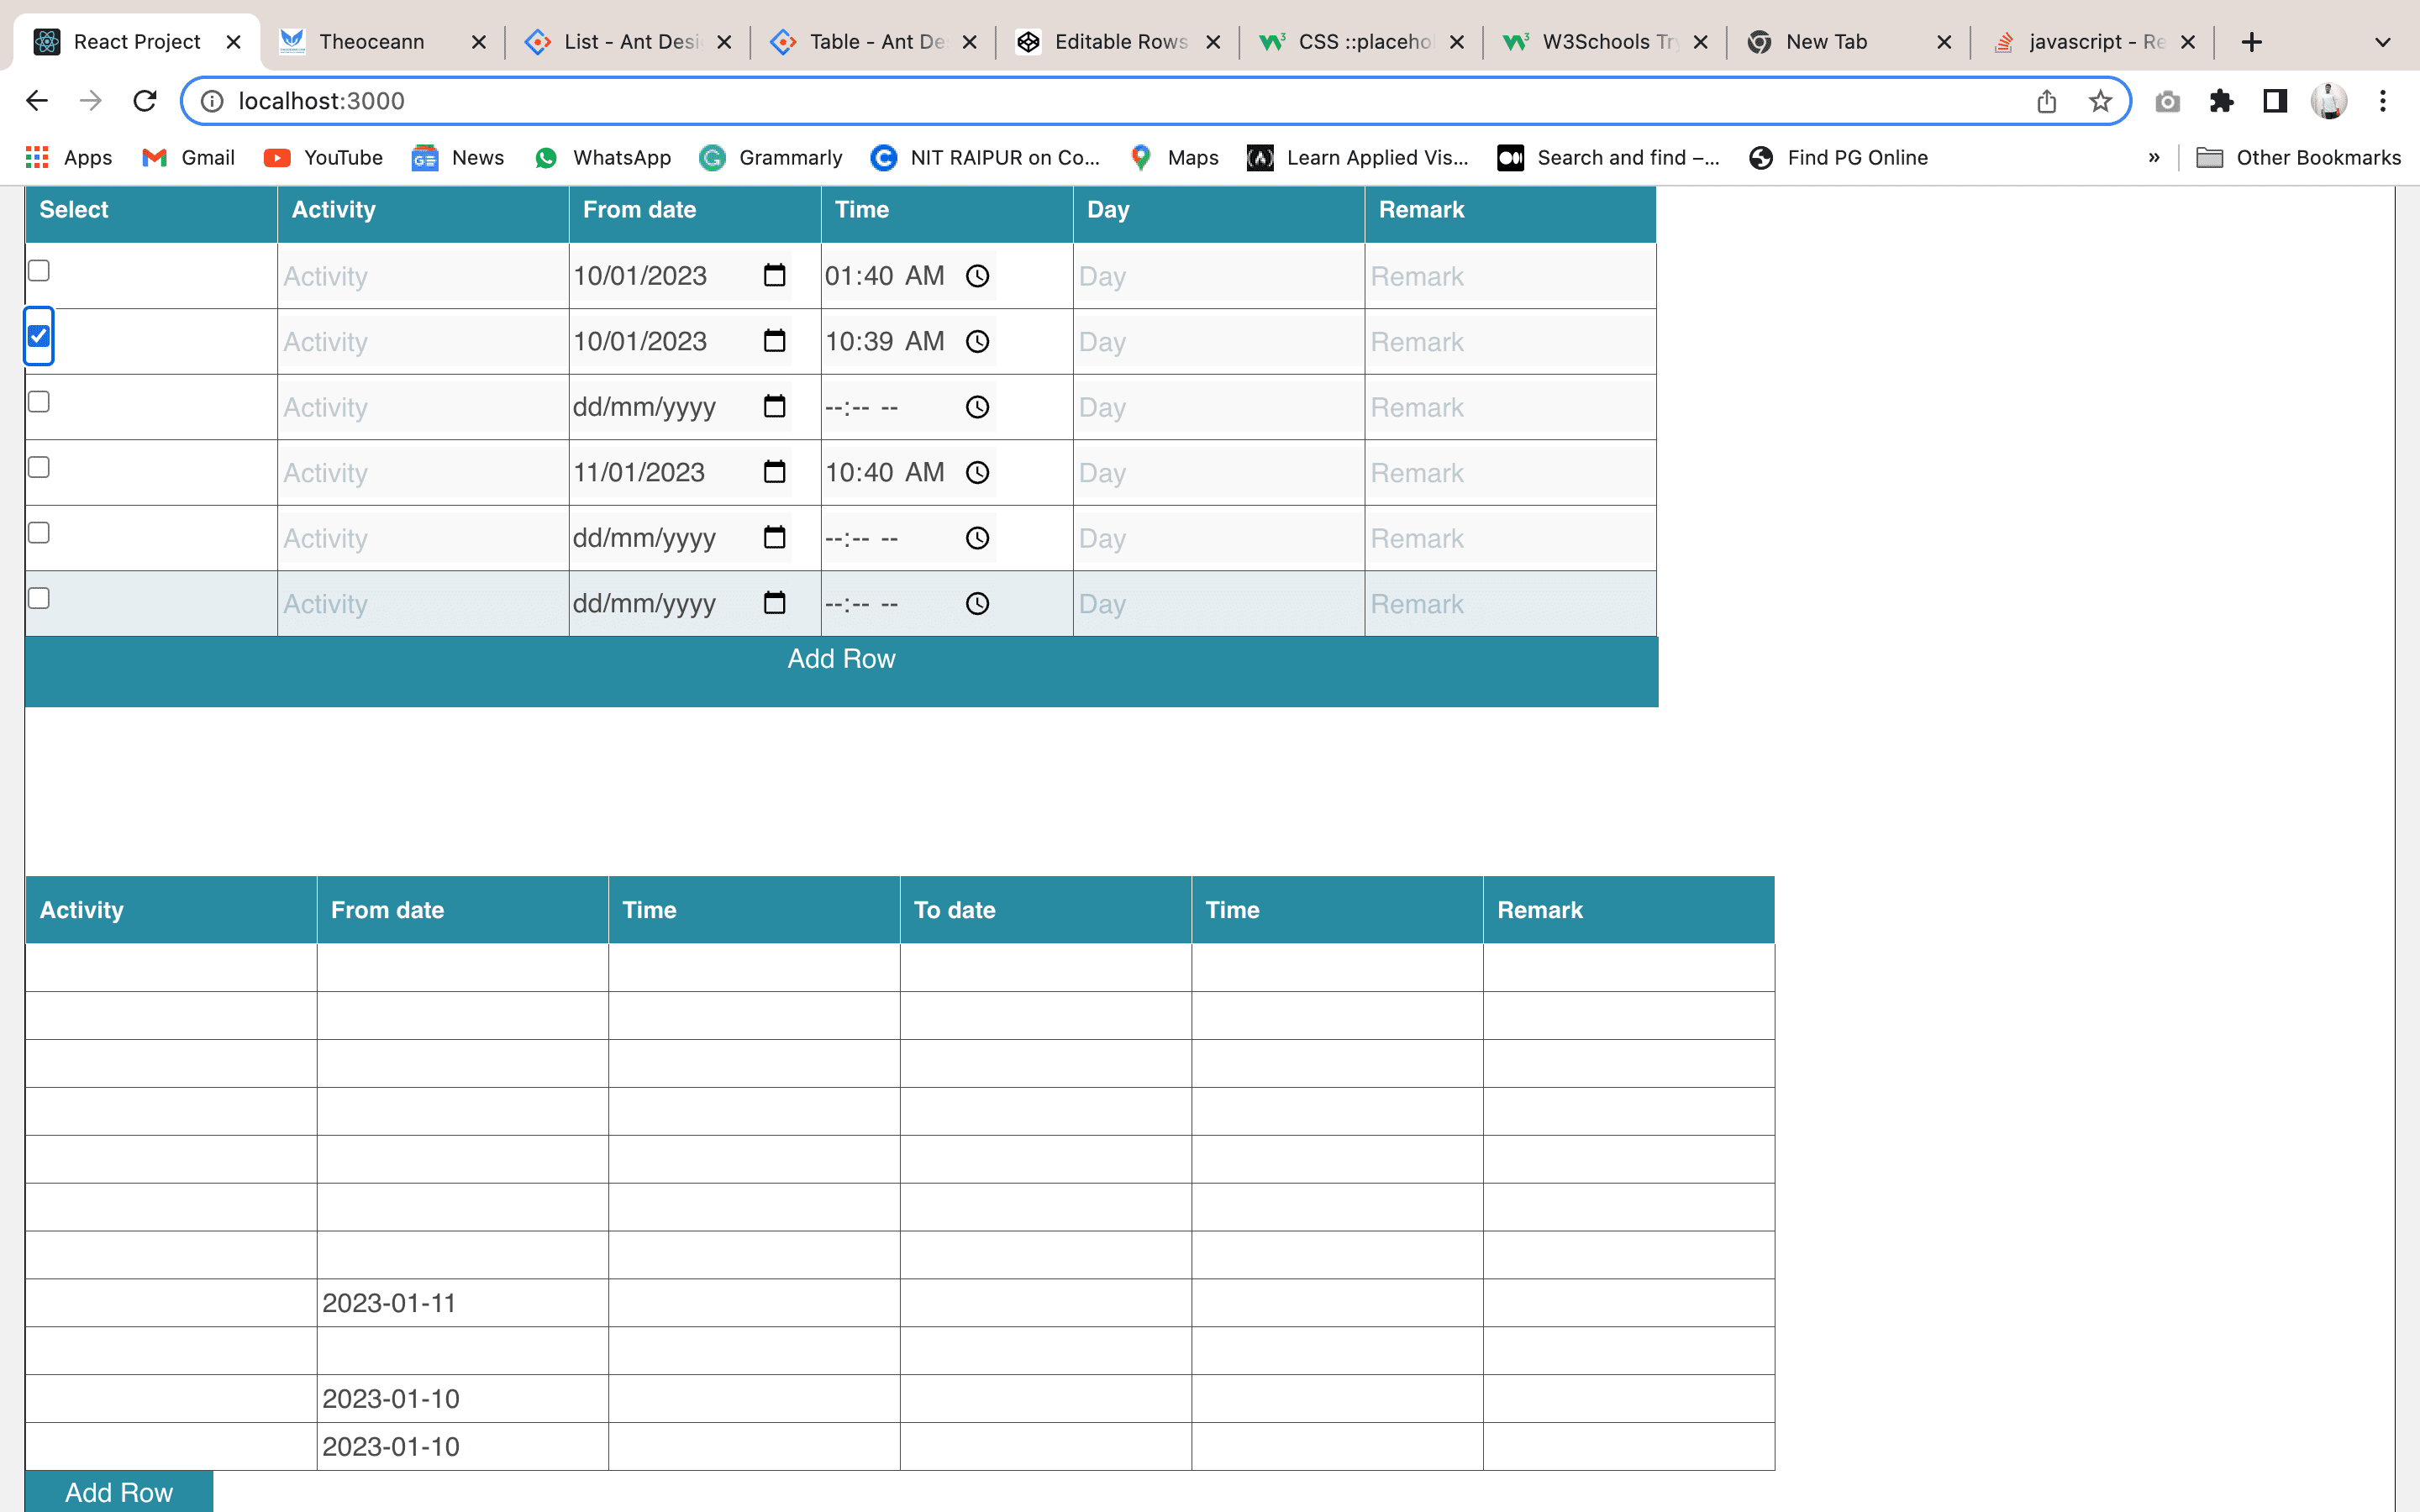 React Project Theoceann List - Ant Desi Table - Ant De Editable Rows CSS ::placehol W3Schools Try New Tab javascript - Re
localhost:3000
Apps Gmail YouTube News WhatsApp Grammarly NIT RAIPUR on Co... Maps Learn Applied Vis... Search and find –... Find PG Online » Other Bookmarks
Select Activity From date Time Day Remark
Activity 10/01/2023 01:40 AM Day Remark
Activity 10/01/2023 10:39 AM Day Remark
Activity dd/mm/yyyy --:-- -- Day Remark
Activity 11/01/2023 10:40 AM Day Remark
Activity dd/mm/yyyy --:-- -- Day Remark
Activity dd/mm/yyyy --:-- -- Day Remark
Add Row
Activity From date Time To date Time Remark
2023-01-11
2023-01-10
2023-01-10
Add Row